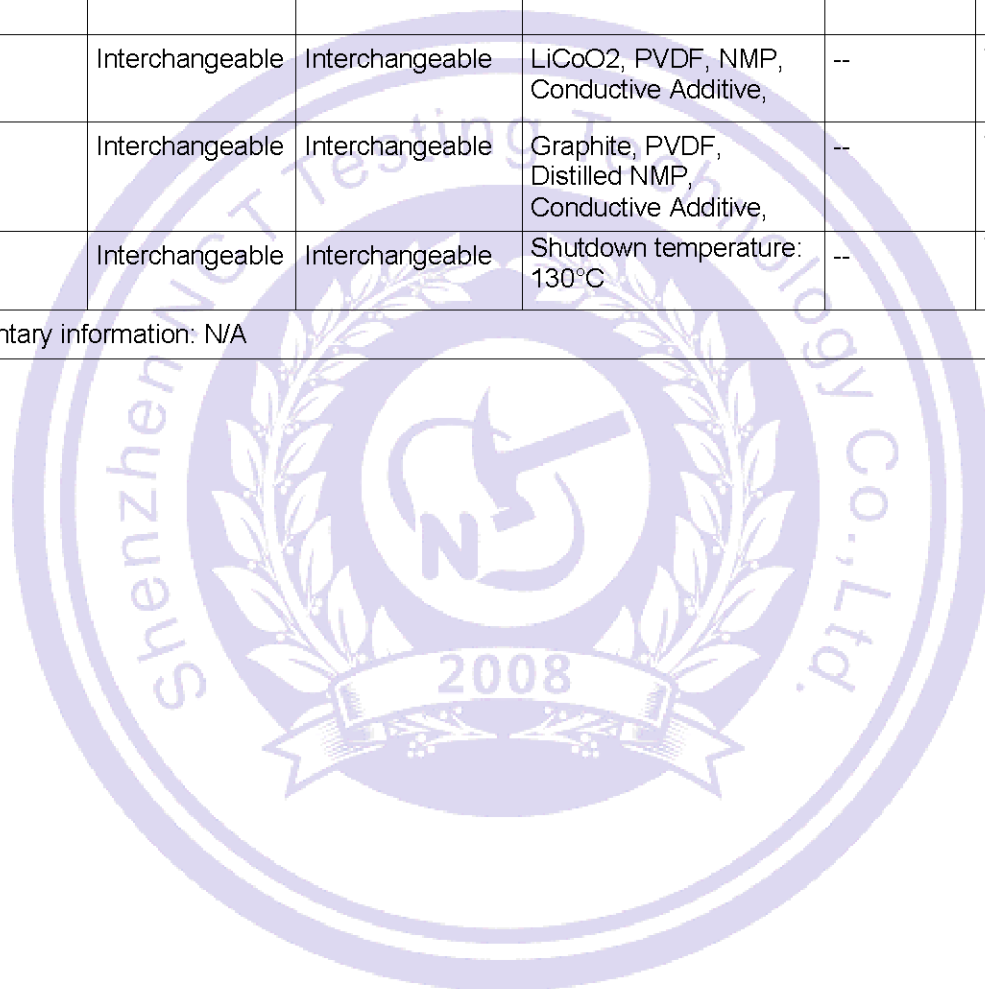 Interchangeable Interchangeable LiCoO2, PVDF, NMP, --
Conductive Additive,
Interchangeable Interchangeable Graphite, PVDF, --
Distilled NMP,
Conductive Additive,
Interchangeable Interchangeable Shutdown temperature: --
130°C
ntary information: N/A
Shenzhen NCT Testing Technology Co., Ltd.
N
2008